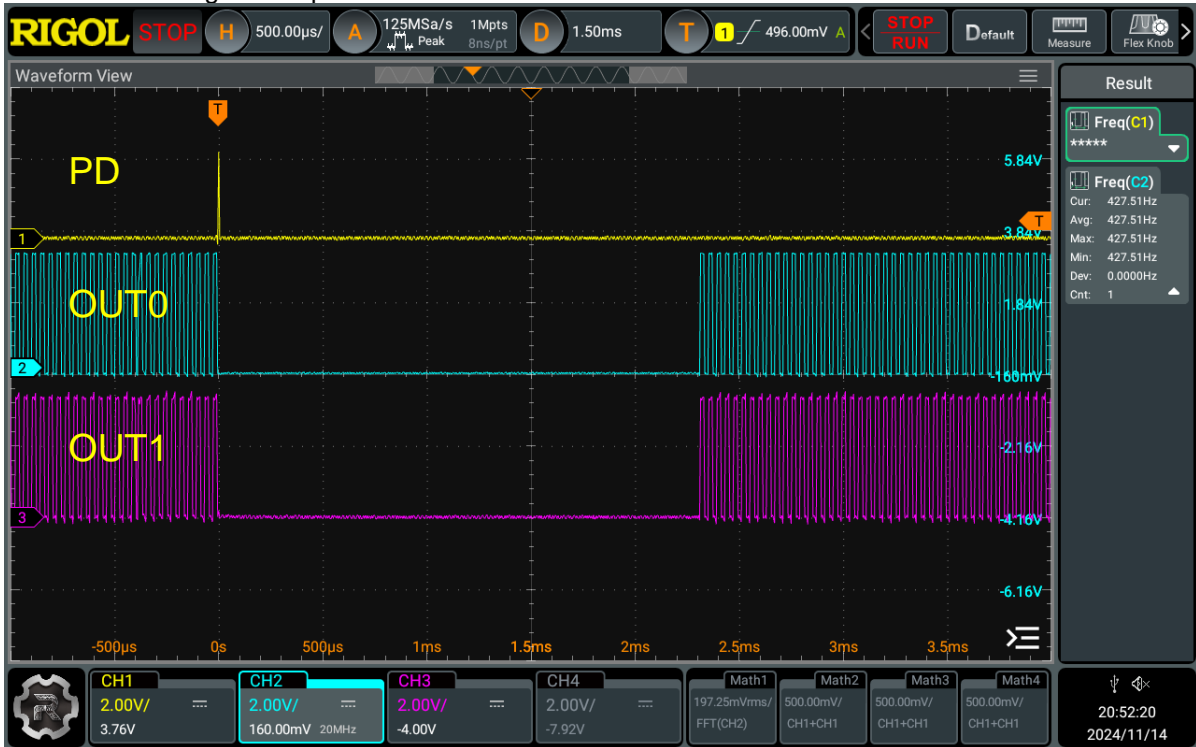 RIGOL STOP H 500.00μs/ A 125MSa/s 1Mpts Peak 8ns/pt D 1.50ms T 1 496.00mV A < STOP RUN Default Measure Flex Knob >
Waveform View
Result
T
Freq(C1)
*****
PD
5.84V
Freq(C2)
Cur: 427.51Hz
T
Avg: 427.51Hz
1
3.84V
Max: 427.51Hz
Min: 427.51Hz
Dev: 0.0000Hz
Cnt: 1
OUT0
1.84V
2
-160mV
OUT1
-2.16V
3
-4.16V
-6.16V
-500μs 0s 500μs 1ms 1.5ms 2ms 2.5ms 3ms 3.5ms
CH1 CH2 CH3 CH4 Math1 Math2 Math3 Math4
2.00V/ 2.00V/ 2.00V/ 2.00V/ 197.25mVrms/ 500.00mV/ 500.00mV/ 500.00mV/
3.76V 160.00mV 20MHz -4.00V -7.92V FFT(CH2) CH1+CH1 CH1+CH1 CH1+CH1
20:52:20
2024/11/14